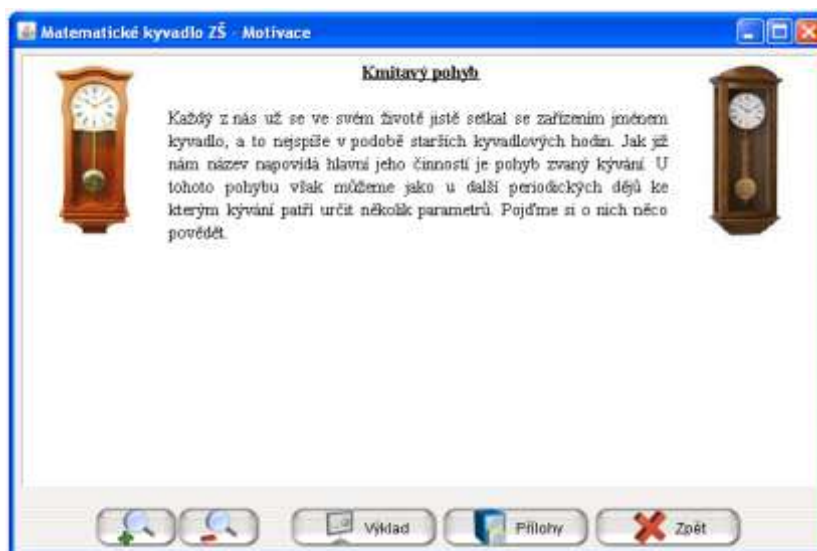 Matematické kyvadlo ZŠ - Motivace
Kmitavý pohyb
Každý z nás už se ve svém životě jistě setkal se zařízením jménem
kyvadlo, a to nejspíše v podobě starších kyvadlových hodin. Jak již
nám název napovídá hlavní jeho činností je pohyb zvaný kývání. U
tohoto pohybu však můžeme jako u další periodických dějů ke
kterým kývání patří určit několik parametrů. Pojďme si o nich něco
povědět.
Výklad
Přílohy
Zpět